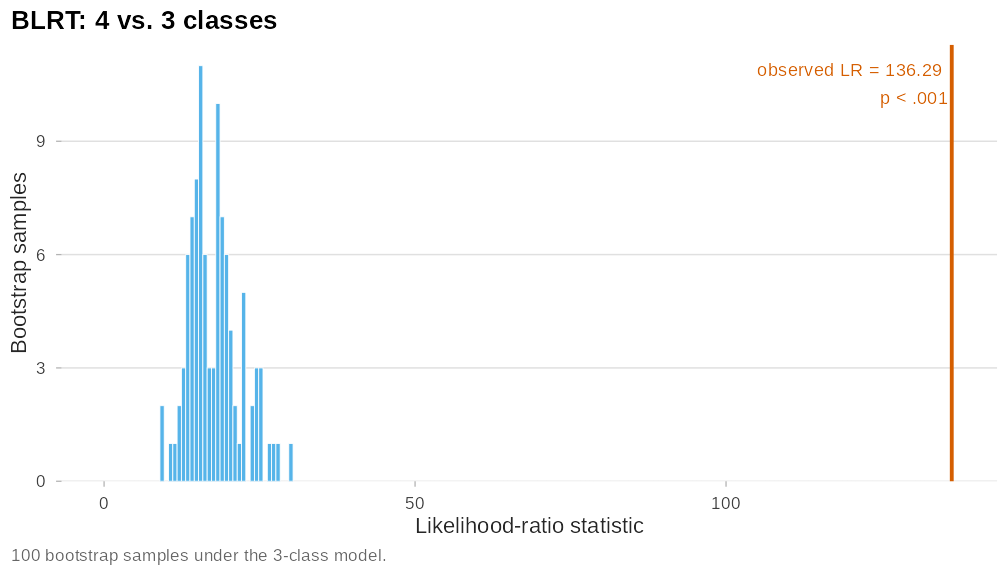 BLRT: 4 vs. 3 classes
observed LR = 136.29
p < .001
Bootstrap samples
9
6
3
0
0 50 100
Likelihood-ratio statistic
100 bootstrap samples under the 3-class model.